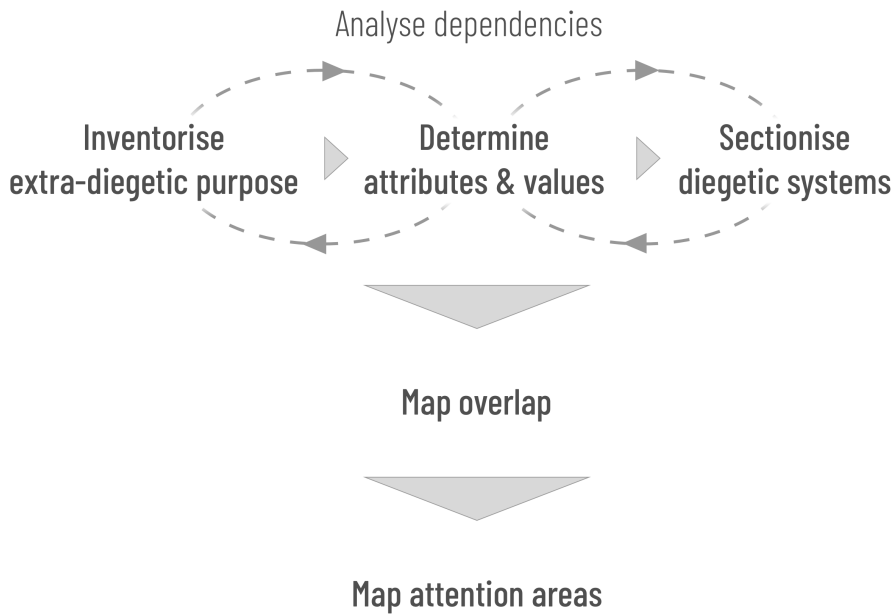 Analyse dependencies
Inventorise
extra-diegetic purpose
Determine
attributes & values
Sectionise
diegetic systems
Map overlap
Map attention areas